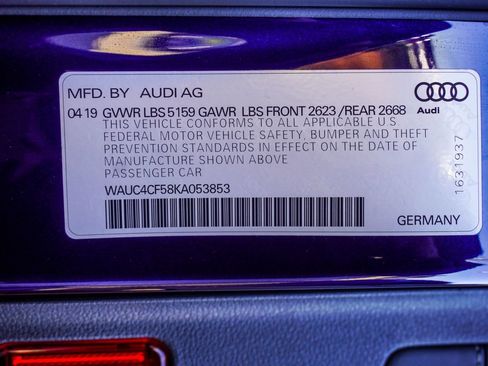 MFD. BY AUDI AG
04 19 GVWR LBS 5159 GAWR LBS FRONT 2623 /REAR 2668
Audi
THIS VEHICLE CONFORMS TO ALL APPLICABLE U S
FEDERAL MOTOR VEHICLE SAFETY, BUMPER AND THEFT
PREVENTION STANDARDS IN EFFECT ON THE DATE OF
MANUFACTURE SHOWN ABOVE
PASSENGER CAR
WAUC4CF58KA053853
1631937
GERMANY